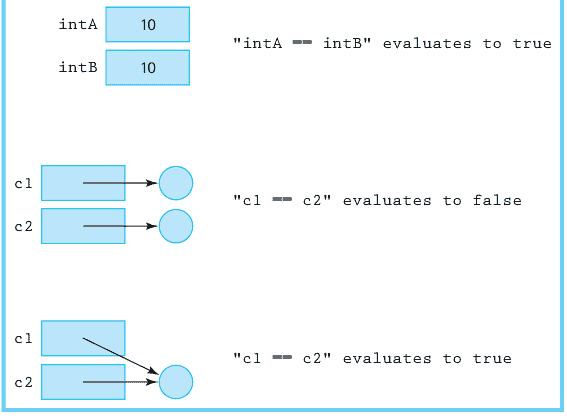 intA 10
"intA == intB" evaluates to true
intB 10
c1
"c1 == c2" evaluates to false
c2
c1
"c1 == c2" evaluates to true
c2